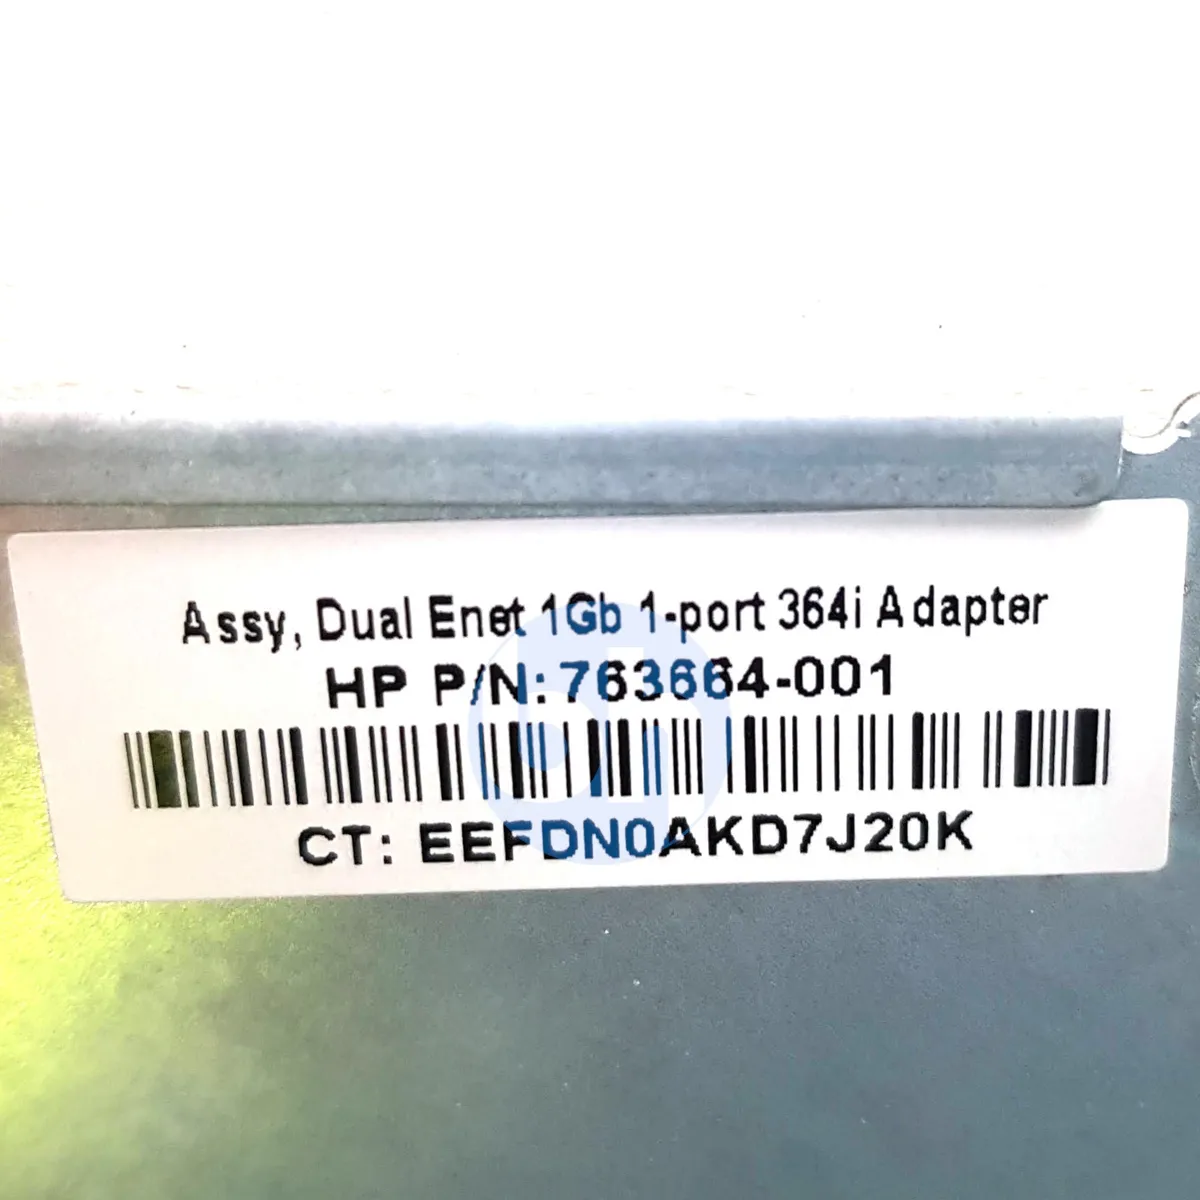 Assy, Dual Enet 1Gb 1-port 364i Adapter
HP P/N: 763664-001
CT: EEFDN0AKD7J20K